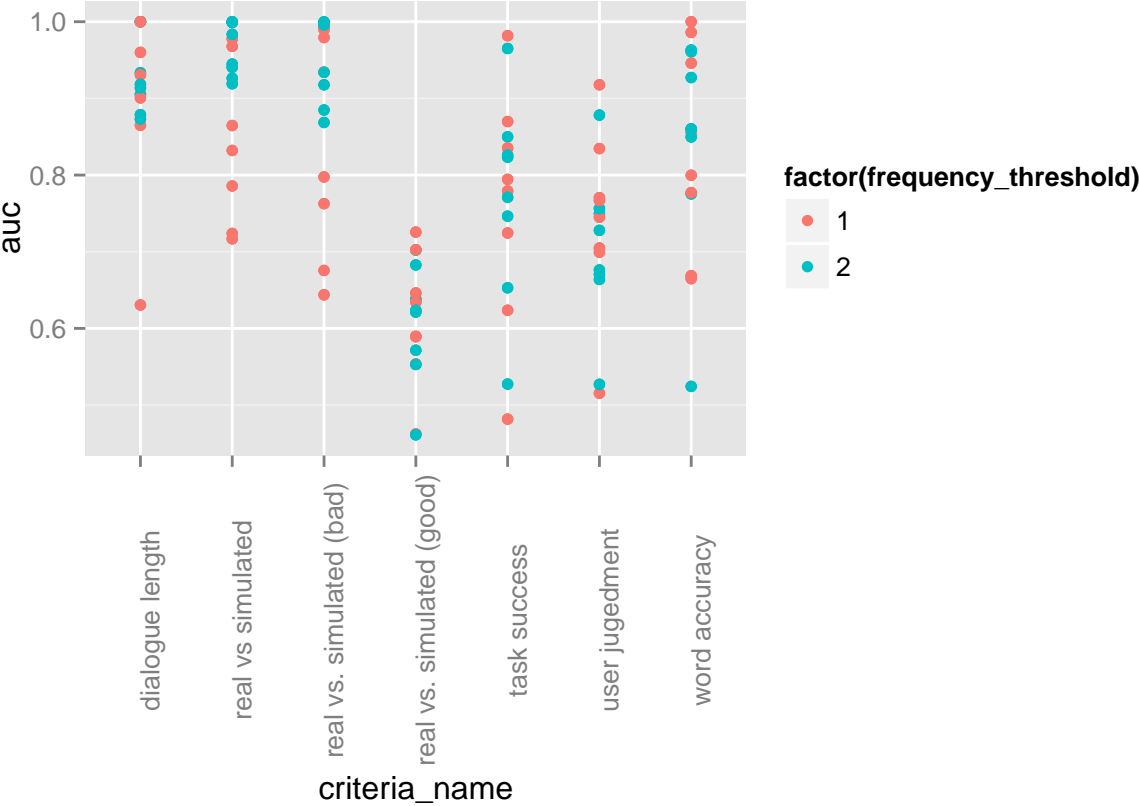 1.0
0.8
0.6
auc
dialogue length
real vs simulated
real vs. simulated (bad)
real vs. simulated (good)
task success
user jugedment
word accuracy
criteria_name
factor(frequency_threshold)
1
2